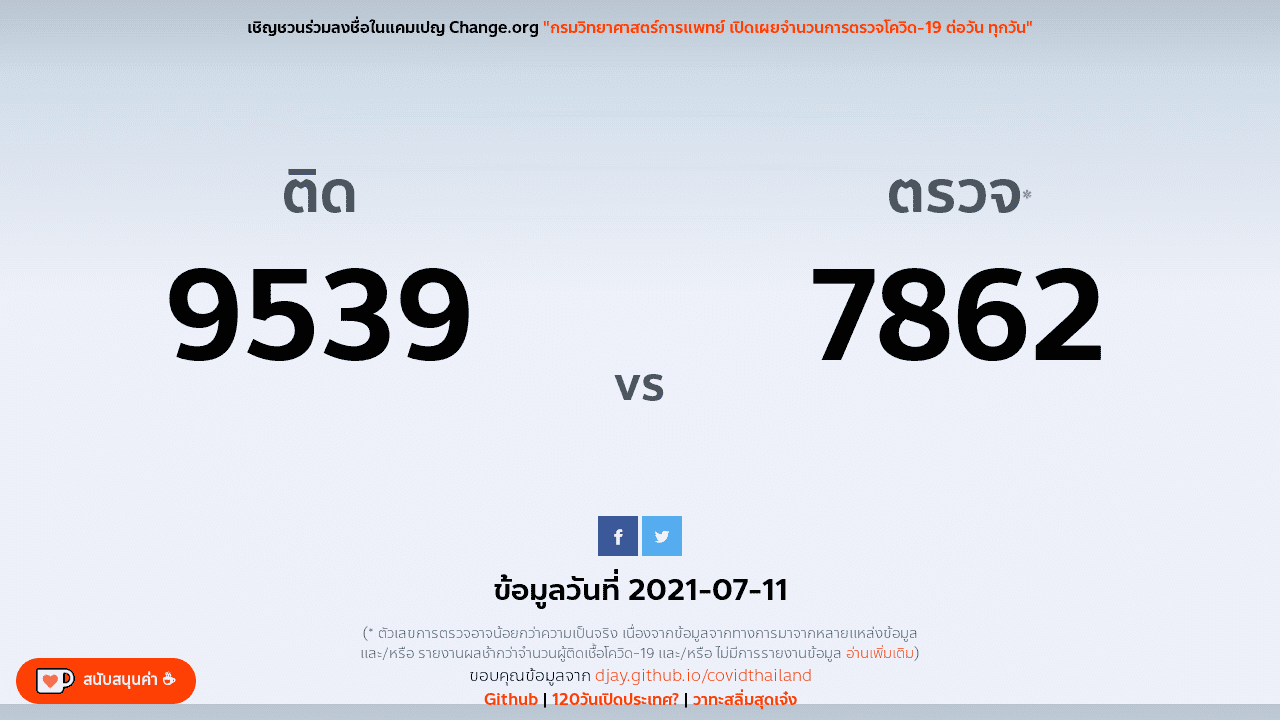 เชิญชวนร่วมลงชื่อในแคมเปญ Change.org "กรมวิทยาศาสตร์การแพทย์ เปิดเผยจำนวนการตรวจโควิด-19 ต่อวัน ทุกวัน"
ติด
ตรวจ*
9539
7862
vs
ข้อมูลวันที่ 2021-07-11
(* ตัวเลขการตรวจอาจน้อยกว่าความเป็นจริง เนื่องจากข้อมูลจากทางการมาจากหลายแหล่งข้อมูล
และ/หรือ รายงานผลช้ากว่าจำนวนผู้ติดเชื้อโควิด-19 และ/หรือ ไม่มีการรายงานข้อมูล อ่านเพิ่มเติม)
ขอบคุณข้อมูลจาก djay.github.io/covidthailand
สนับสนุนค่า ☕
Github | 120วันเปิดประเทศ? | วาทะสลิ่มสุดเจ๋ง